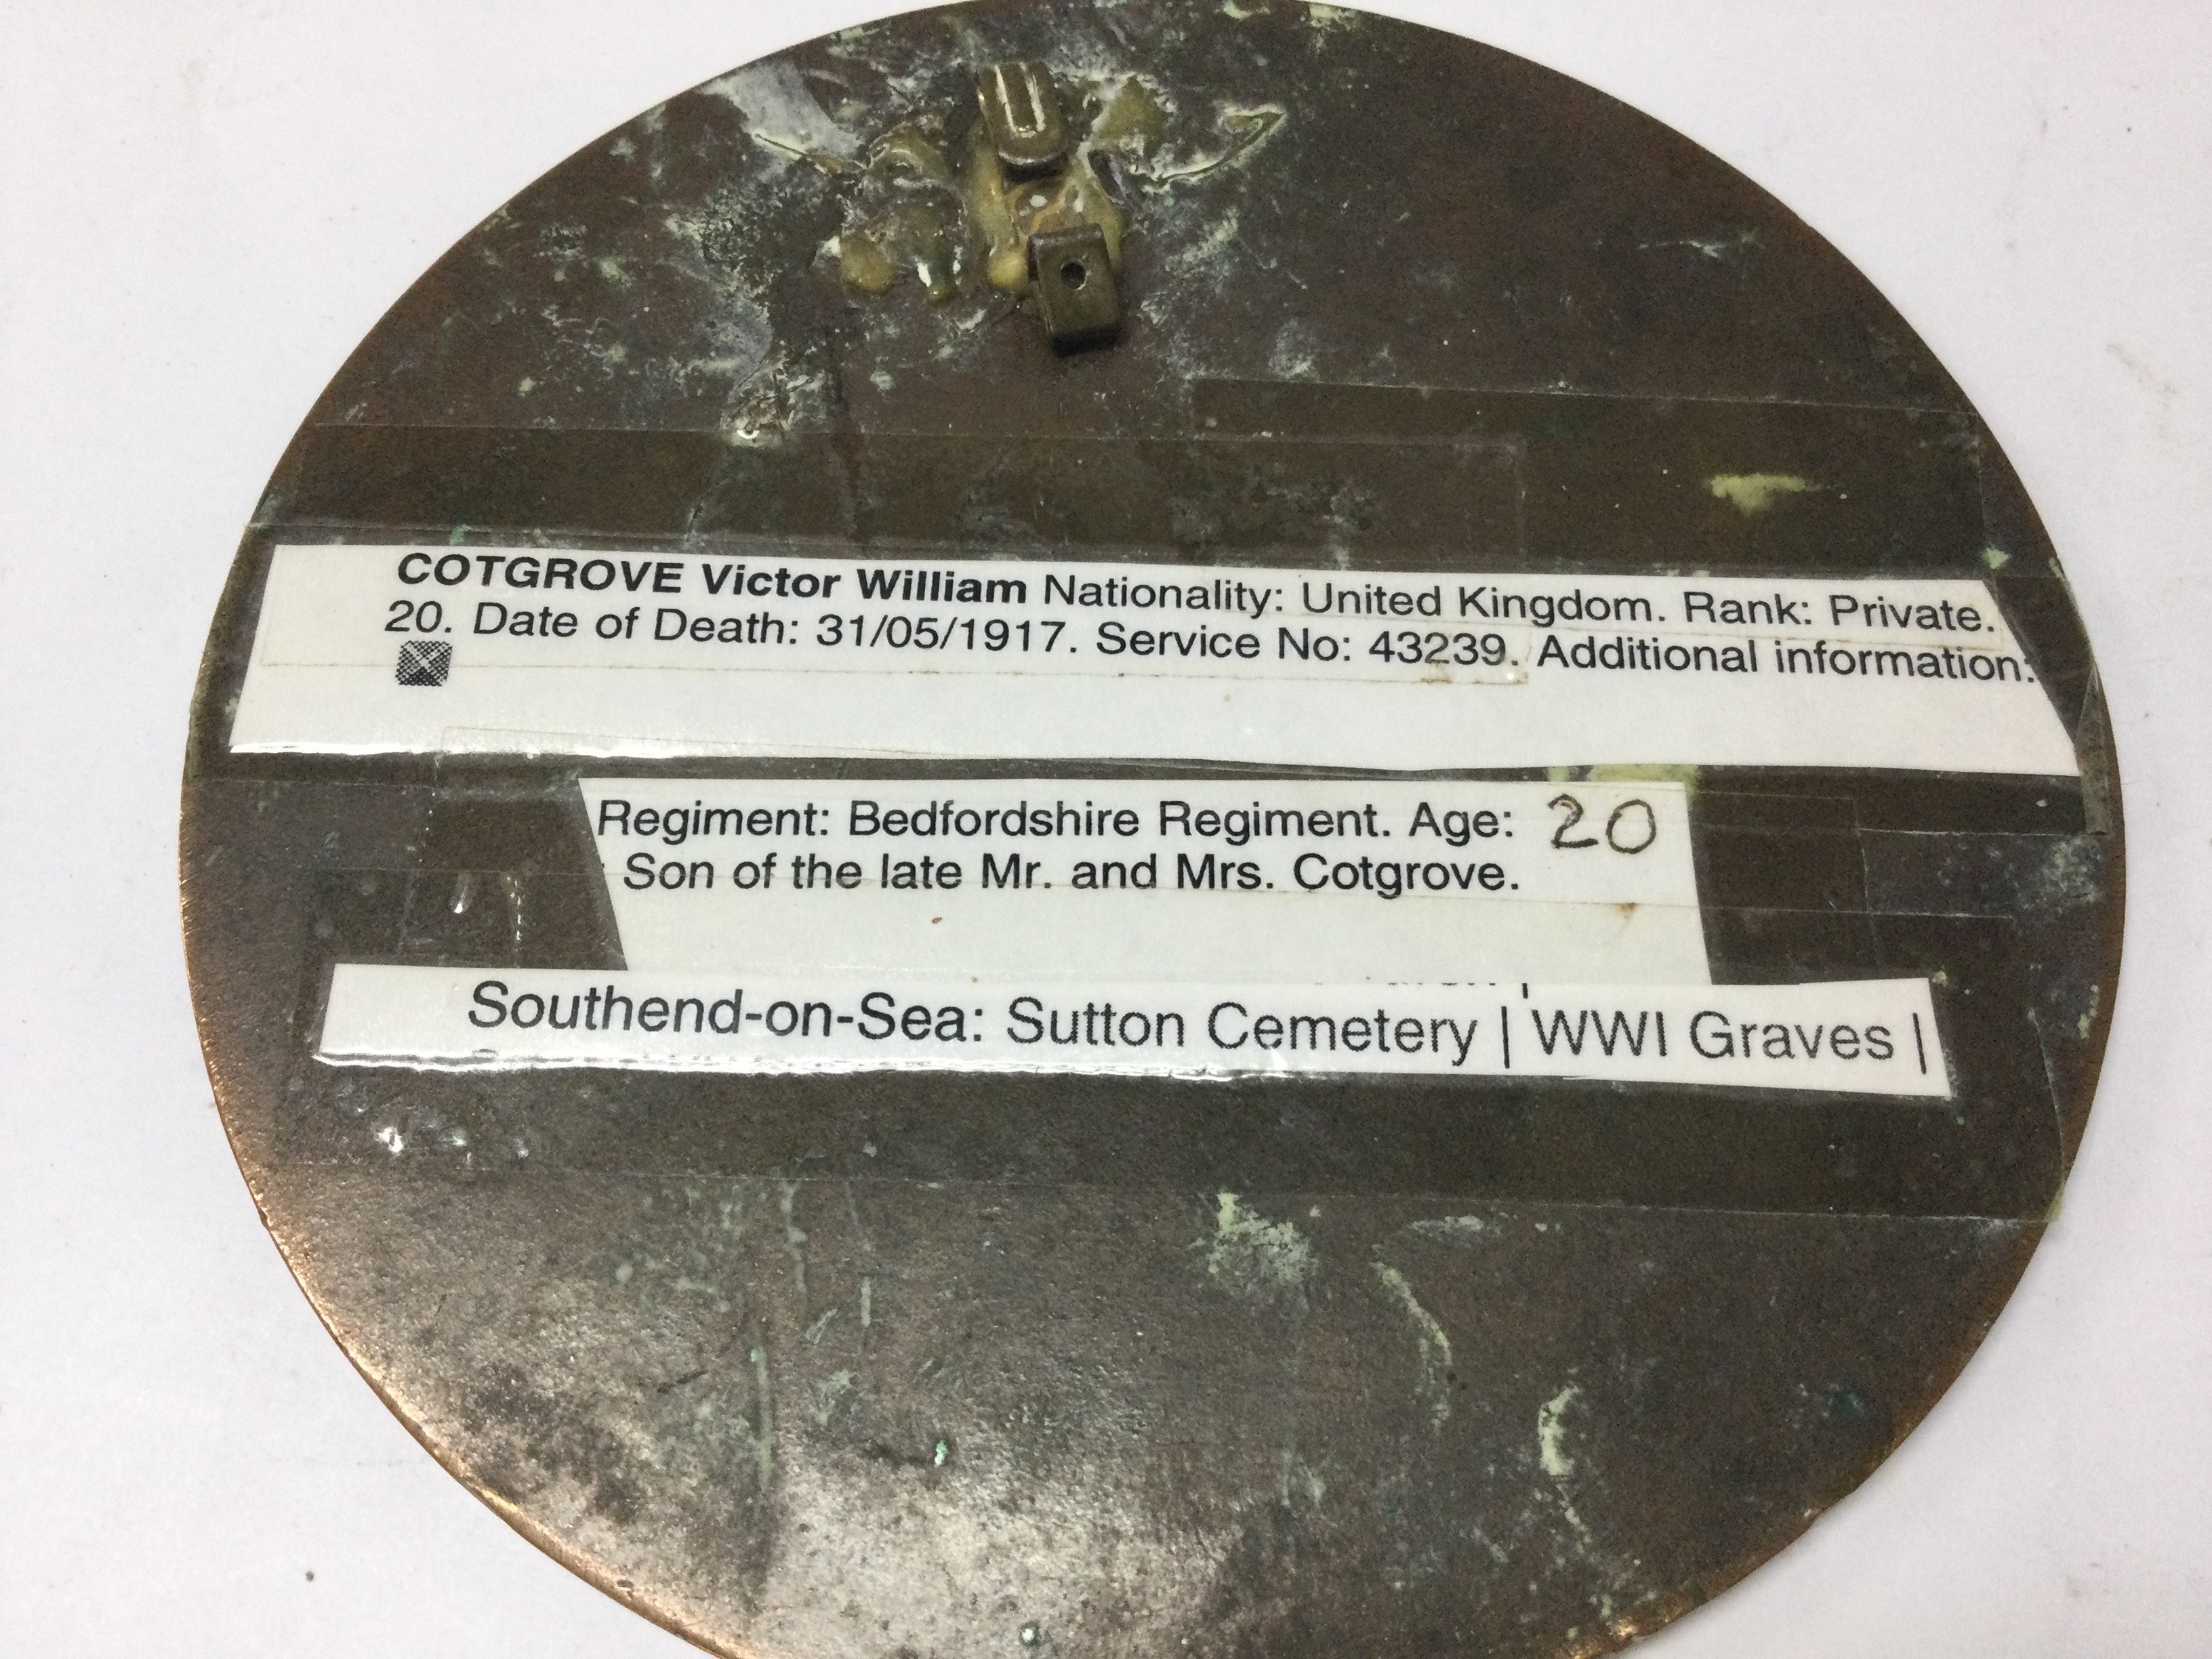 COTGROVE Victor William Nationality: United Kingdom. Rank: Private.
20. Date of Death: 31/05/1917. Service No: 43239. Additional information:
Regiment: Bedfordshire Regiment. Age: 20
Son of the late Mr. and Mrs. Cotgrove.
Southend-on-Sea: Sutton Cemetery | WWI Graves |